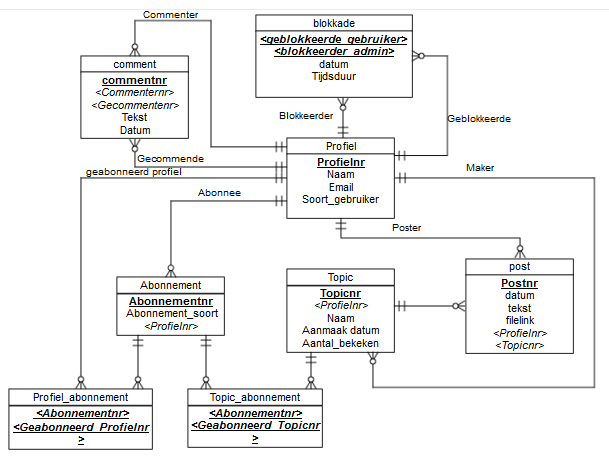 Commenter
blokkade
<geblokkeerde_gebruiker>
<blokkeerder_admin>
datum
Tijdsduur
comment
commentnr
<Commenternr>
<Gecommentenr>
Tekst
Datum
Blokkeerder
Geblokkeerde
Profiel
Profielnr
Naam
Email
Soort_gebruiker
Gecommende
geabonneerd profiel
Maker
Abonnee
Poster
Abonnement
Abonnementnr
Abonnement_soort
<Profielnr>
Topic
Topicnr
<Profielnr>
Naam
Aanmaak datum
Aantal_bekeken
post
Postnr
datum
tekst
filelink
<Profielnr>
<Topicnr>
Profiel_abonnement
<Abonnementnr>
<Geabonneerd_Profielnr
>
Topic_abonnement
<Abonnementnr>
<Geabonneerd_Topicnr
>